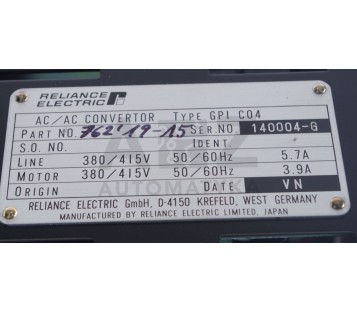 RELIANCE
ELECTRIC
AC/AC CONVERTOR TYPE GPI C04
PART NO. 762'19-15 SER NO. 140004-G
S.O. NO. IDENT.
LINE 380/415V 50/60Hz 5.7A
MOTOR 380/415V 50/60Hz 3.9A
ORIGIN DATE VN
RELIANCE ELECTRIC GmbH, D-4150 KREFELD, WEST GERMANY
MANUFACTURED BY RELIANCE ELECTRIC LIMITED, JAPAN